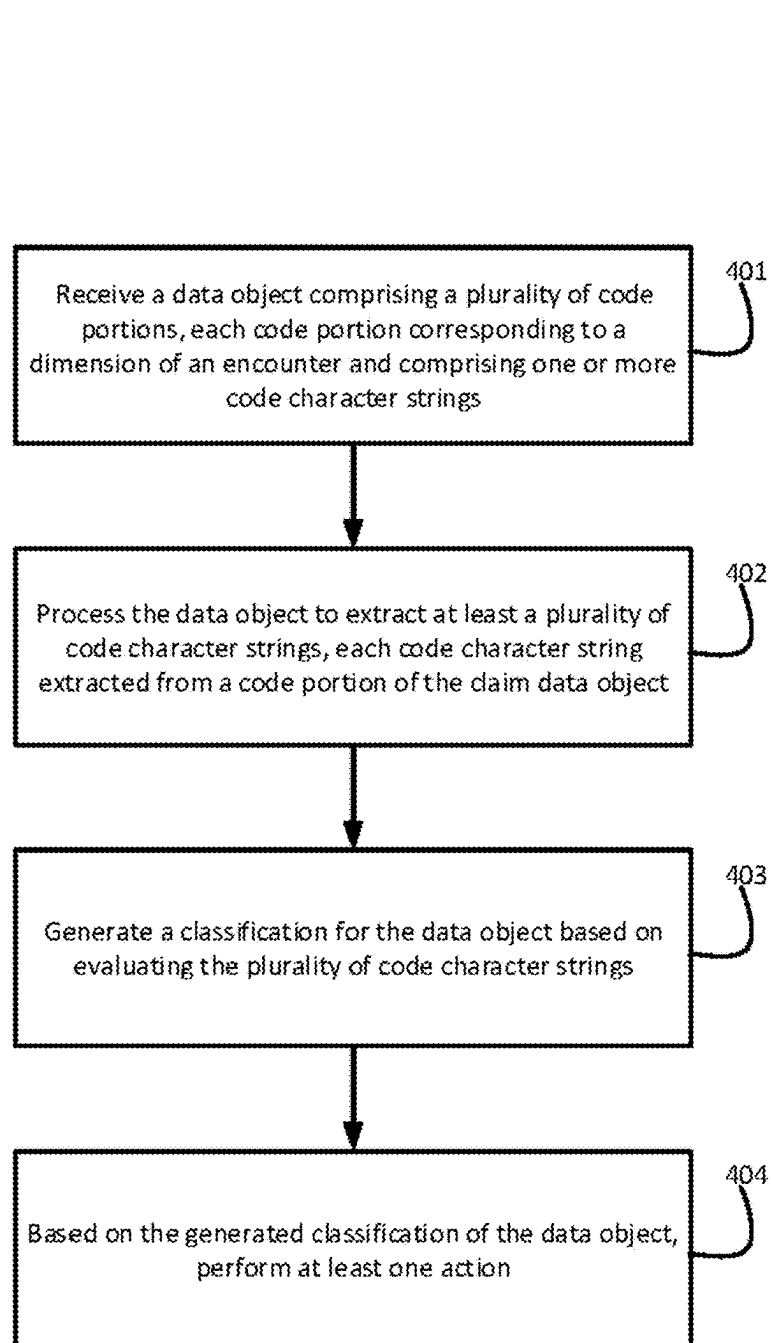 401
Receive a data object comprising a plurality of code
portions, each code portion corresponding to a
dimension of an encounter and comprising one or more
code character strings
402
Process the data object to extract at least a plurality of
code character strings, each code character string
extracted from a code portion of the claim data object
403
Generate a classification for the data object based on
evaluating the plurality of code character strings
404
Based on the generated classification of the data object,
perform at least one action